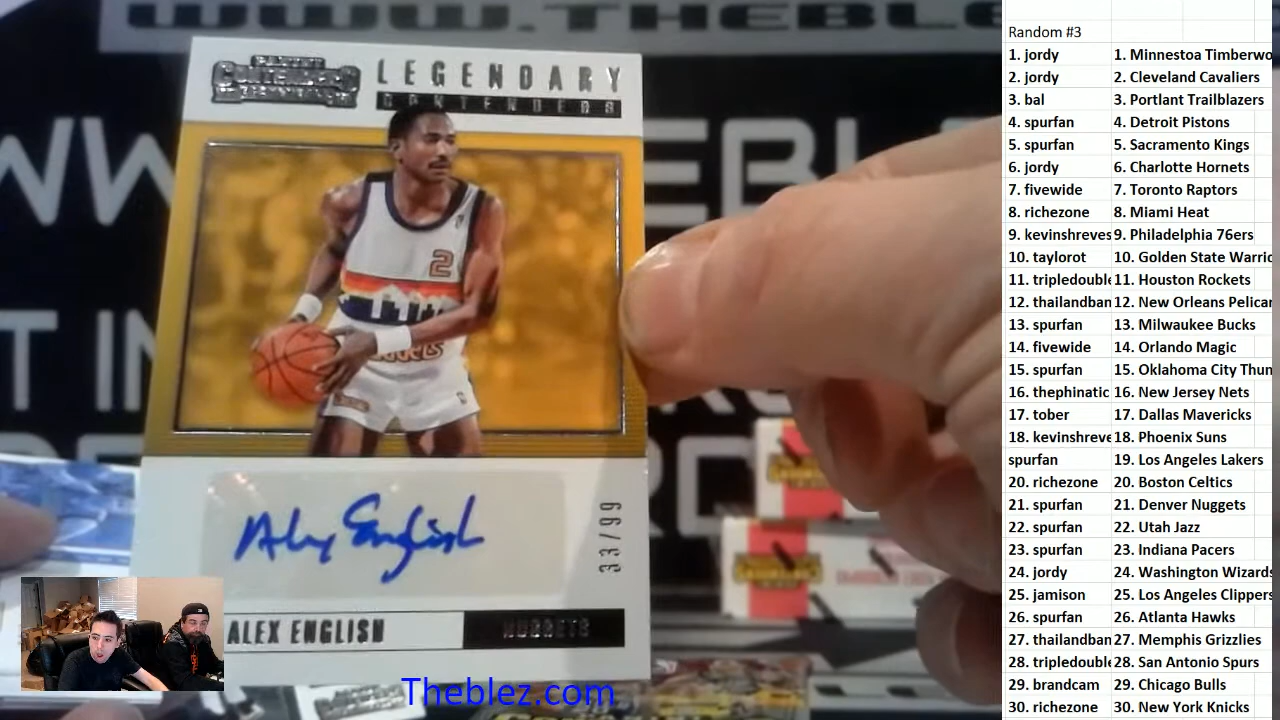 WWW.THEBLE
LEGENDARY
CONTENDERS
PANINI
CONTENDERS
2
Alex English
33/99
ALEX ENGLISH
NUGGETS
Theblez.com
Random #3
1. jordy 1. Minnestoa Timberwo
2. jordy 2. Cleveland Cavaliers
3. bal 3. Portlant Trailblazers
4. spurfan 4. Detroit Pistons
5. spurfan 5. Sacramento Kings
6. jordy 6. Charlotte Hornets
7. fivewide 7. Toronto Raptors
8. richezone 8. Miami Heat
9. kevinshreves 9. Philadelphia 76ers
10. taylorot 10. Golden State Warric
11. tripledouble 11. Houston Rockets
12. thailandban 12. New Orleans Pelicar
13. spurfan 13. Milwaukee Bucks
14. fivewide 14. Orlando Magic
15. spurfan 15. Oklahoma City Thun
16. thephinatic 16. New Jersey Nets
17. tober 17. Dallas Mavericks
18. kevinshreve 18. Phoenix Suns
spurfan 19. Los Angeles Lakers
20. richezone 20. Boston Celtics
21. spurfan 21. Denver Nuggets
22. spurfan 22. Utah Jazz
23. spurfan 23. Indiana Pacers
24. jordy 24. Washington Wizards
25. jamison 25. Los Angeles Clippers
26. spurfan 26. Atlanta Hawks
27. thailandban 27. Memphis Grizzlies
28. tripledouble 28. San Antonio Spurs
29. brandcam 29. Chicago Bulls
30. richezone 30. New York Knicks